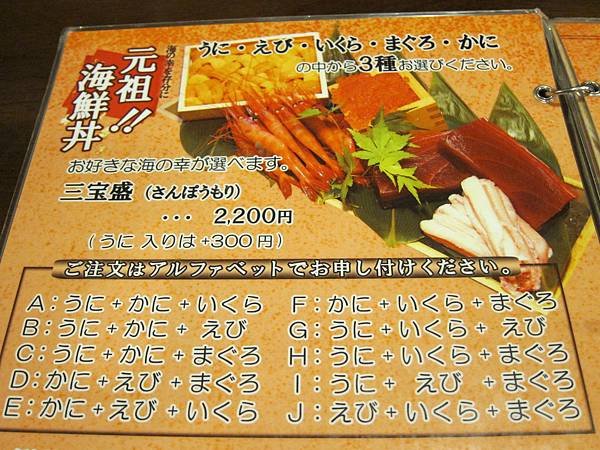 元祖!!
海鮮丼
海の幸を存分に
うに・えび・いくら・まぐろ・かに
の中から3種お選びください。
お好きな海の幸が選べます。
三宝盛 (さんぽうもり)
・・・ 2,200円
(うに 入りは+300円)
ご注文はアルファベットでお申し付けください。
A:うに+かに+いくら
B:うに+かに+ えび
C:うに+かに+まぐろ
D:かに+えび+まぐろ
E:かに+えび+いくら
F:かに+いくら+まぐろ
G:うに+いくら+ えび
H:うに+いくら+まぐろ
I:うに+ えび +まぐろ
J:えび+いくら+まぐろ